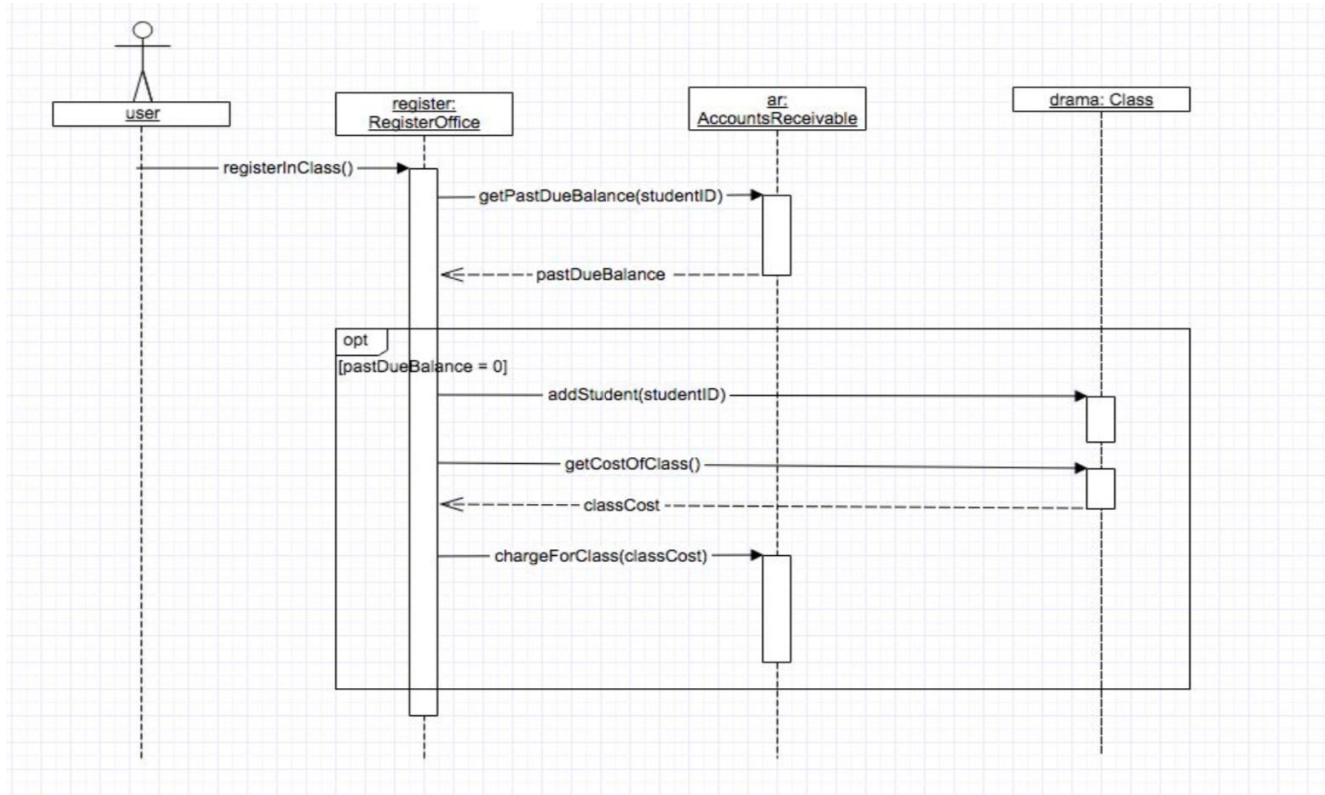 user
register:
RegisterOffice
ar:
AccountsReceivable
drama: Class
registerInClass()
getPastDueBalance(studentID)
pastDueBalance
opt
[pastDueBalance = 0]
addStudent(studentID)
getCostOfClass()
classCost
chargeForClass(classCost)